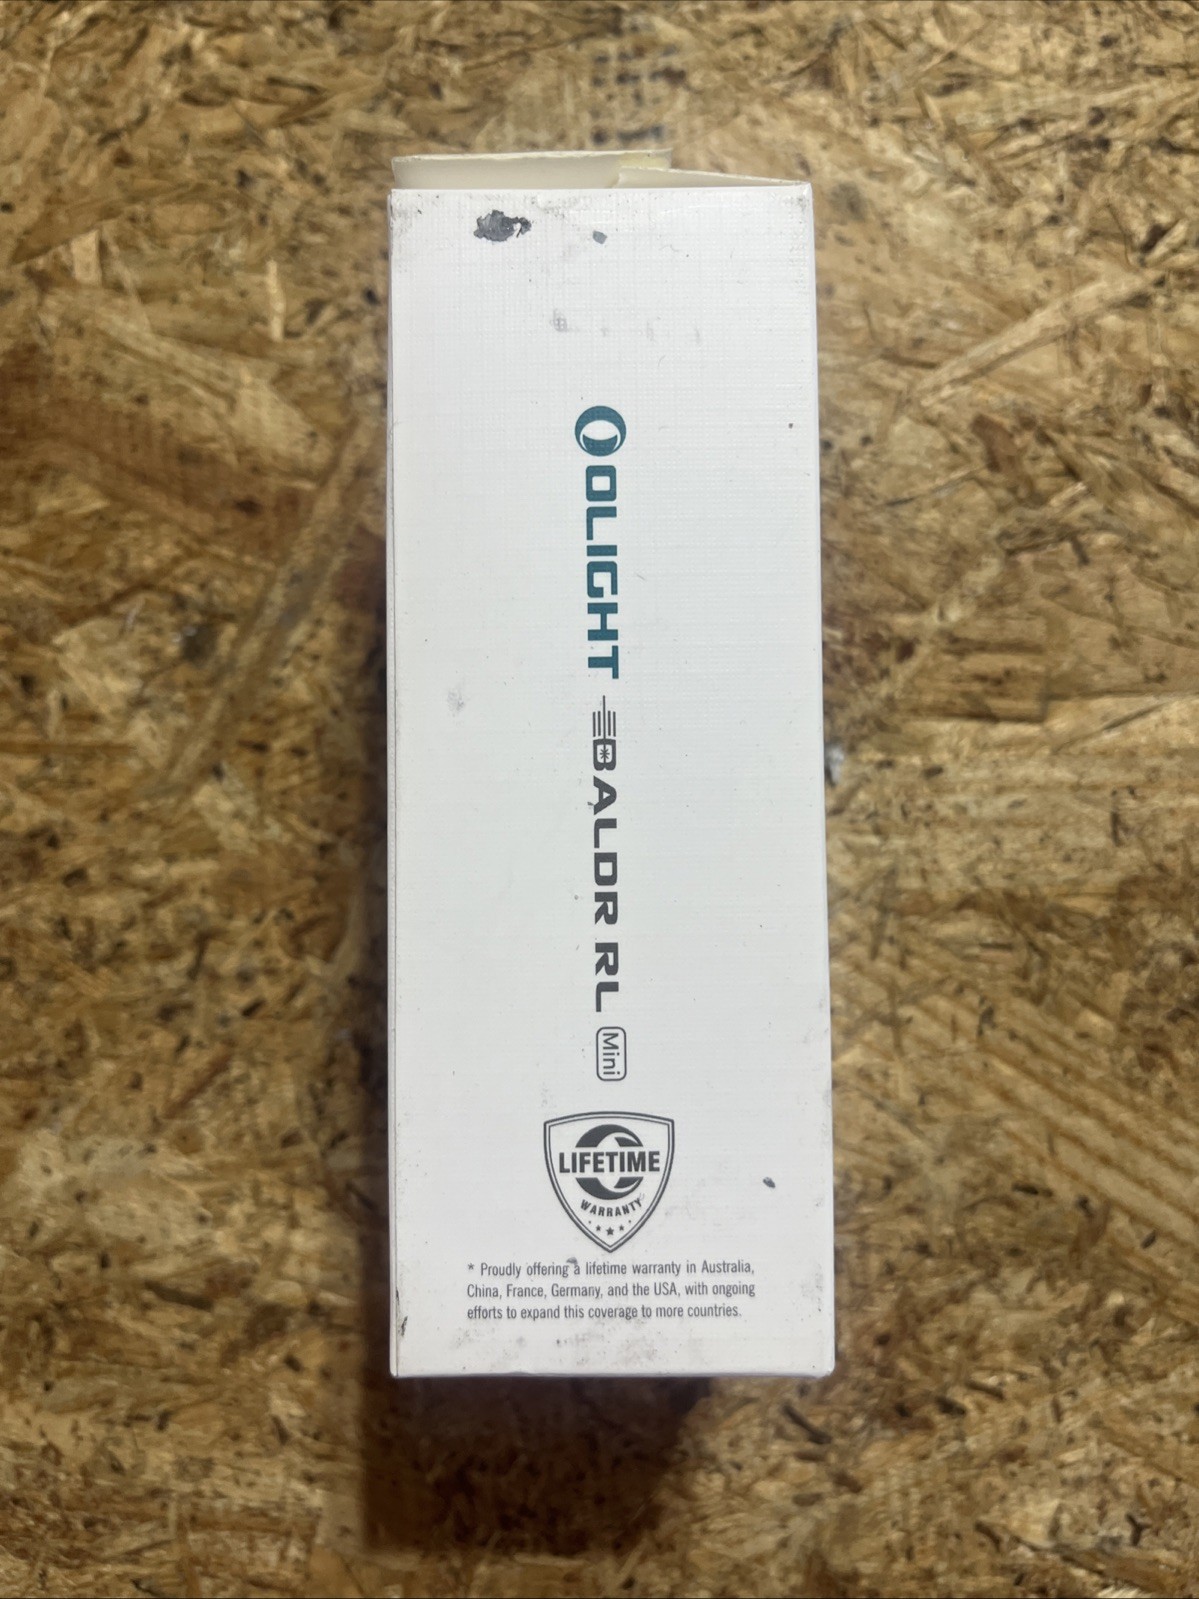 OLIGHT BALDR RL Mini
LIFETIME
WARRANTY
* Proudly offering a lifetime warranty in Australia,
China, France, Germany, and the USA, with ongoing
efforts to expand this coverage to more countries.